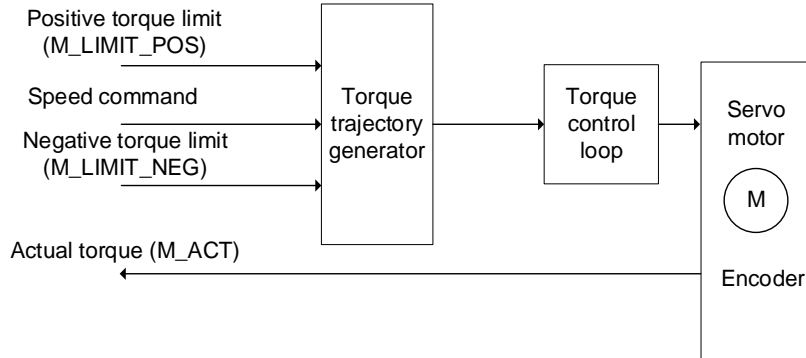 Positive torque limit
(M_LIMIT_POS)
Speed command
Negative torque limit
(M_LIMIT_NEG)
Actual torque (M_ACT)
Torque
trajectory
generator
Torque
control
loop
Servo
motor
M
Encoder